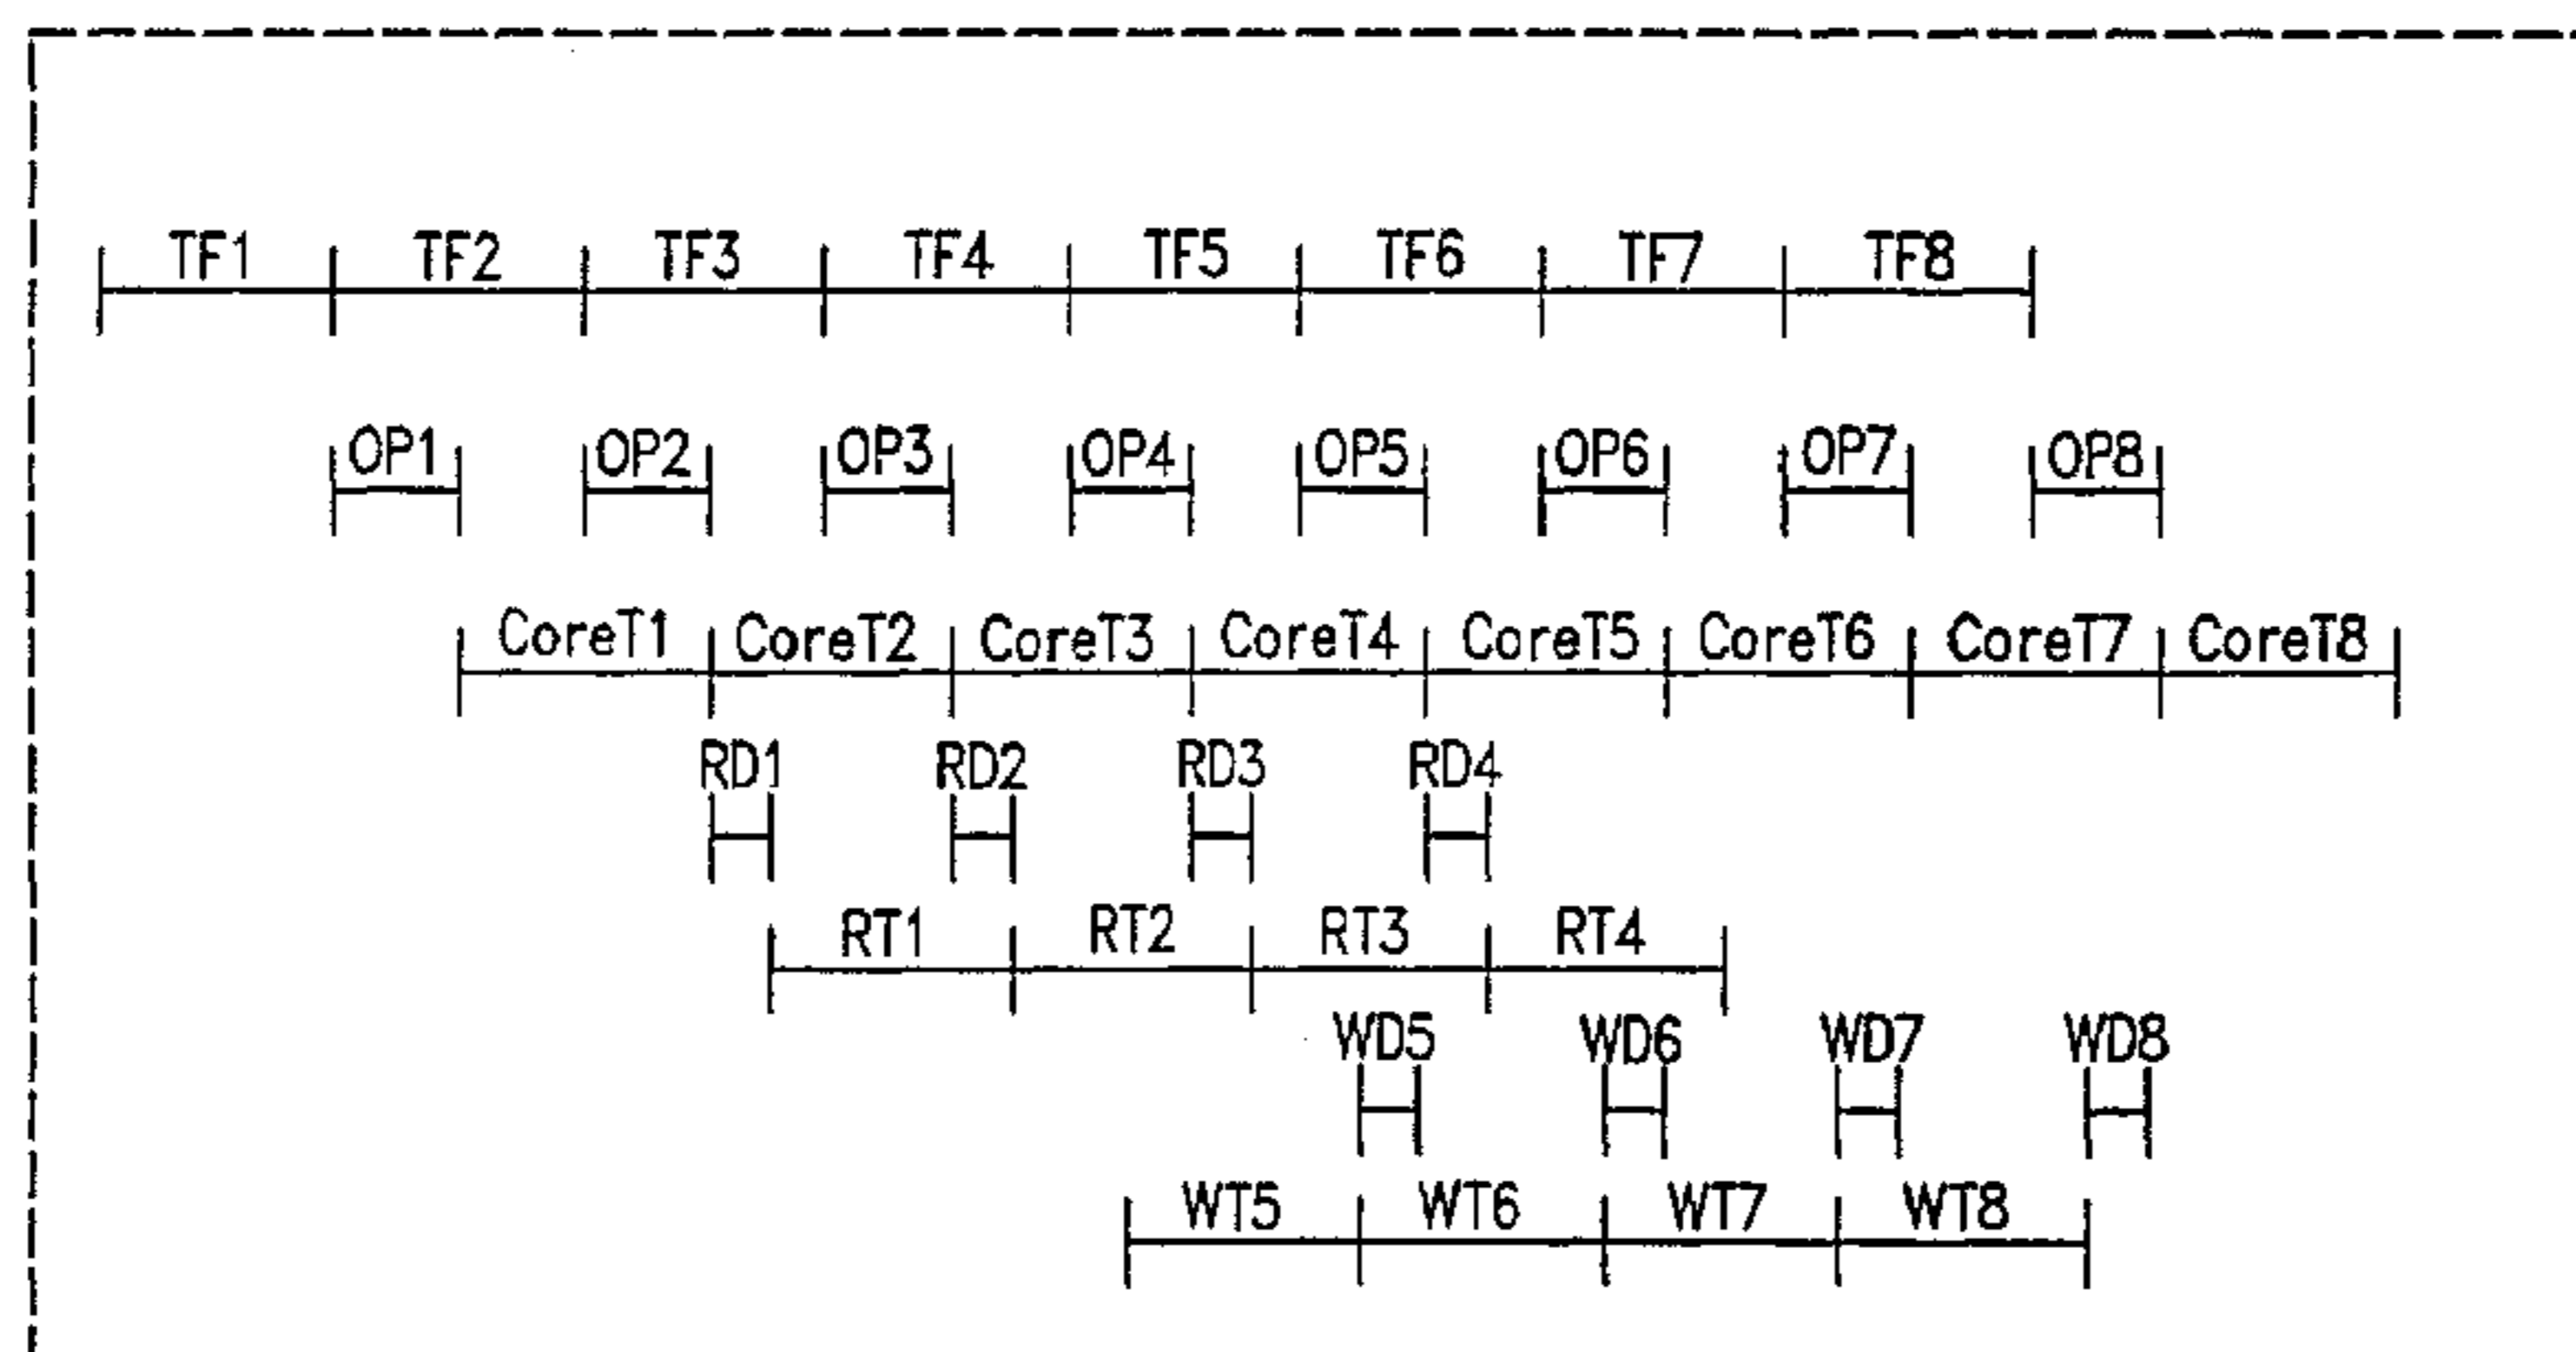 TF1 TF2 TF3 TF4 TF5 TF6 TF7 TF8
OP1 OP2 OP3 OP4 OP5 OP6 OP7 OP8
CoreT1 CoreT2 CoreT3 CoreT4 CoreT5 CoreT6 CoreT7 CoreT8
RD1 RD2 RD3 RD4
RT1 RT2 RT3 RT4
WD5 WD6 WD7 WD8
WT5 WT6 WT7 WT8